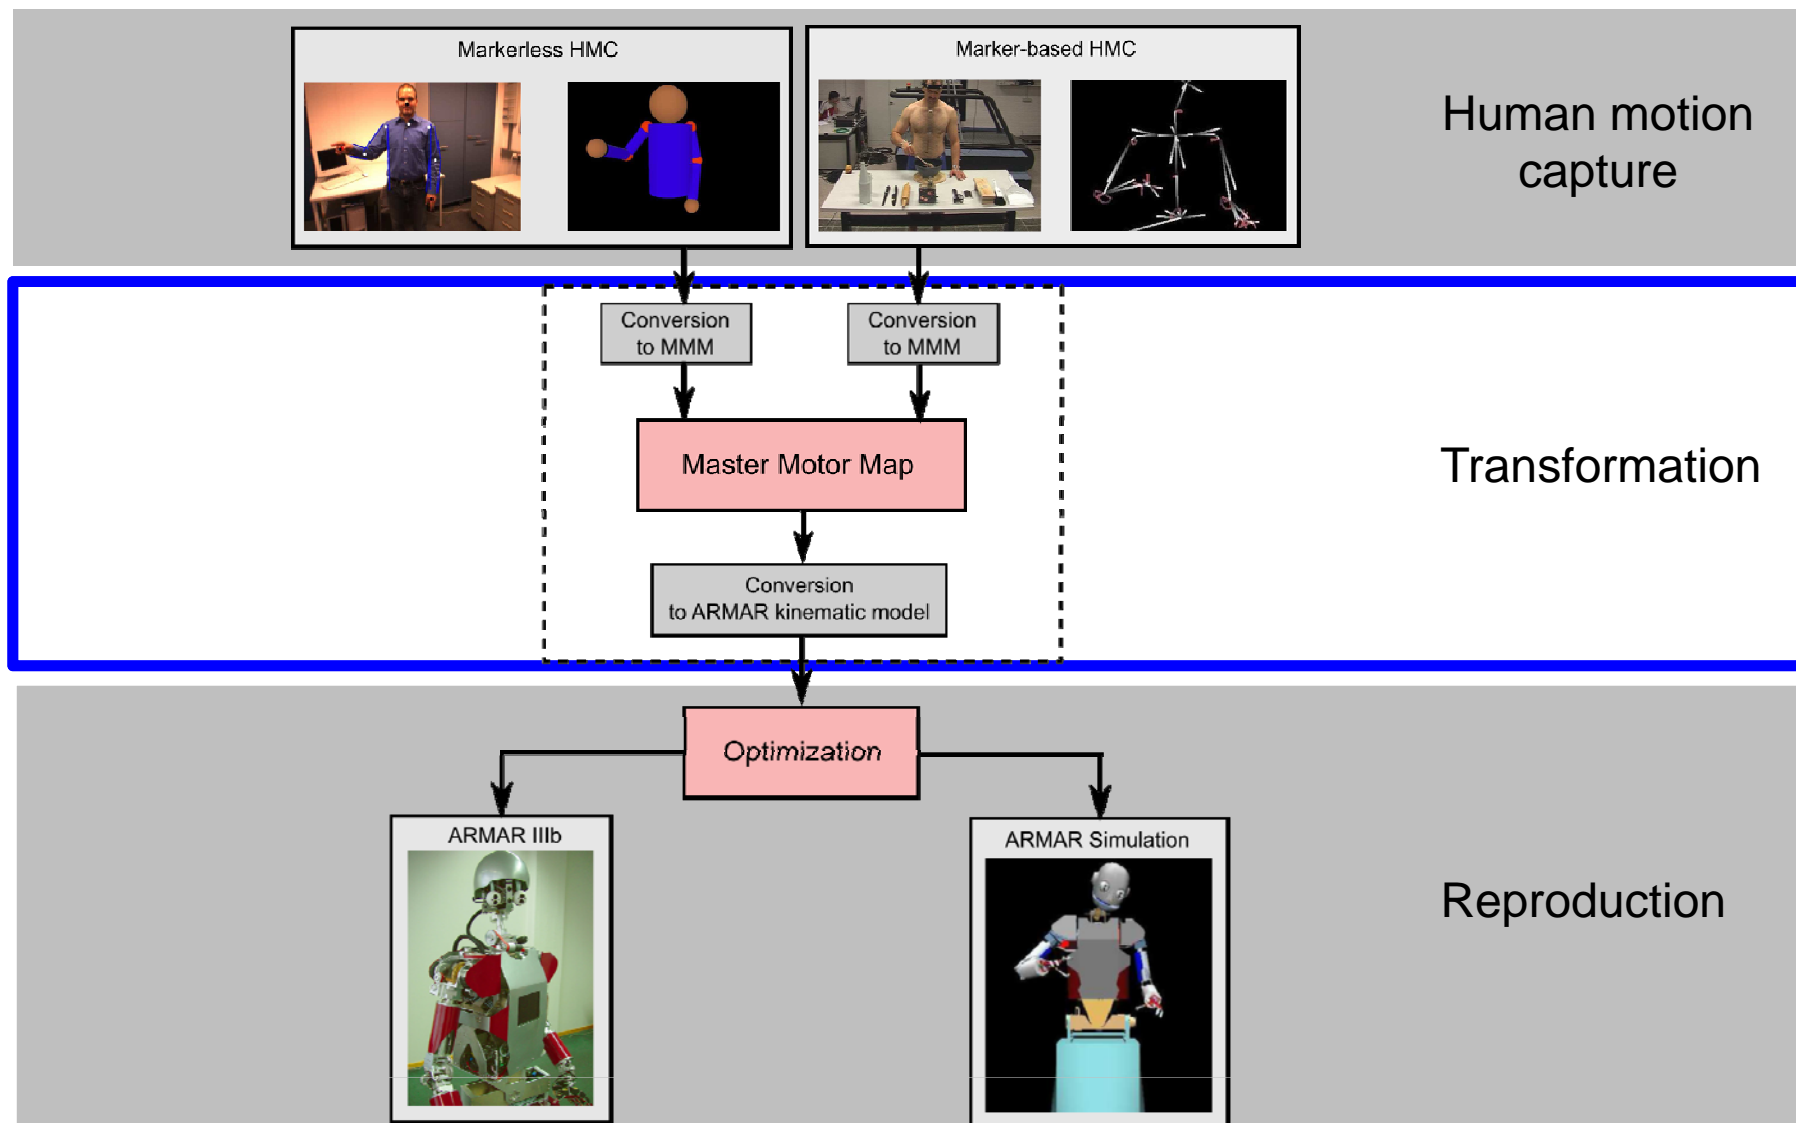 Markerless HMC
Marker-based HMC
Human motion
capture
Conversion
to MMM
Conversion
to MMM
Master Motor Map
Transformation
Conversion
to ARMAR kinematic model
Optimization
ARMAR IIIb
ARMAR Simulation
Reproduction